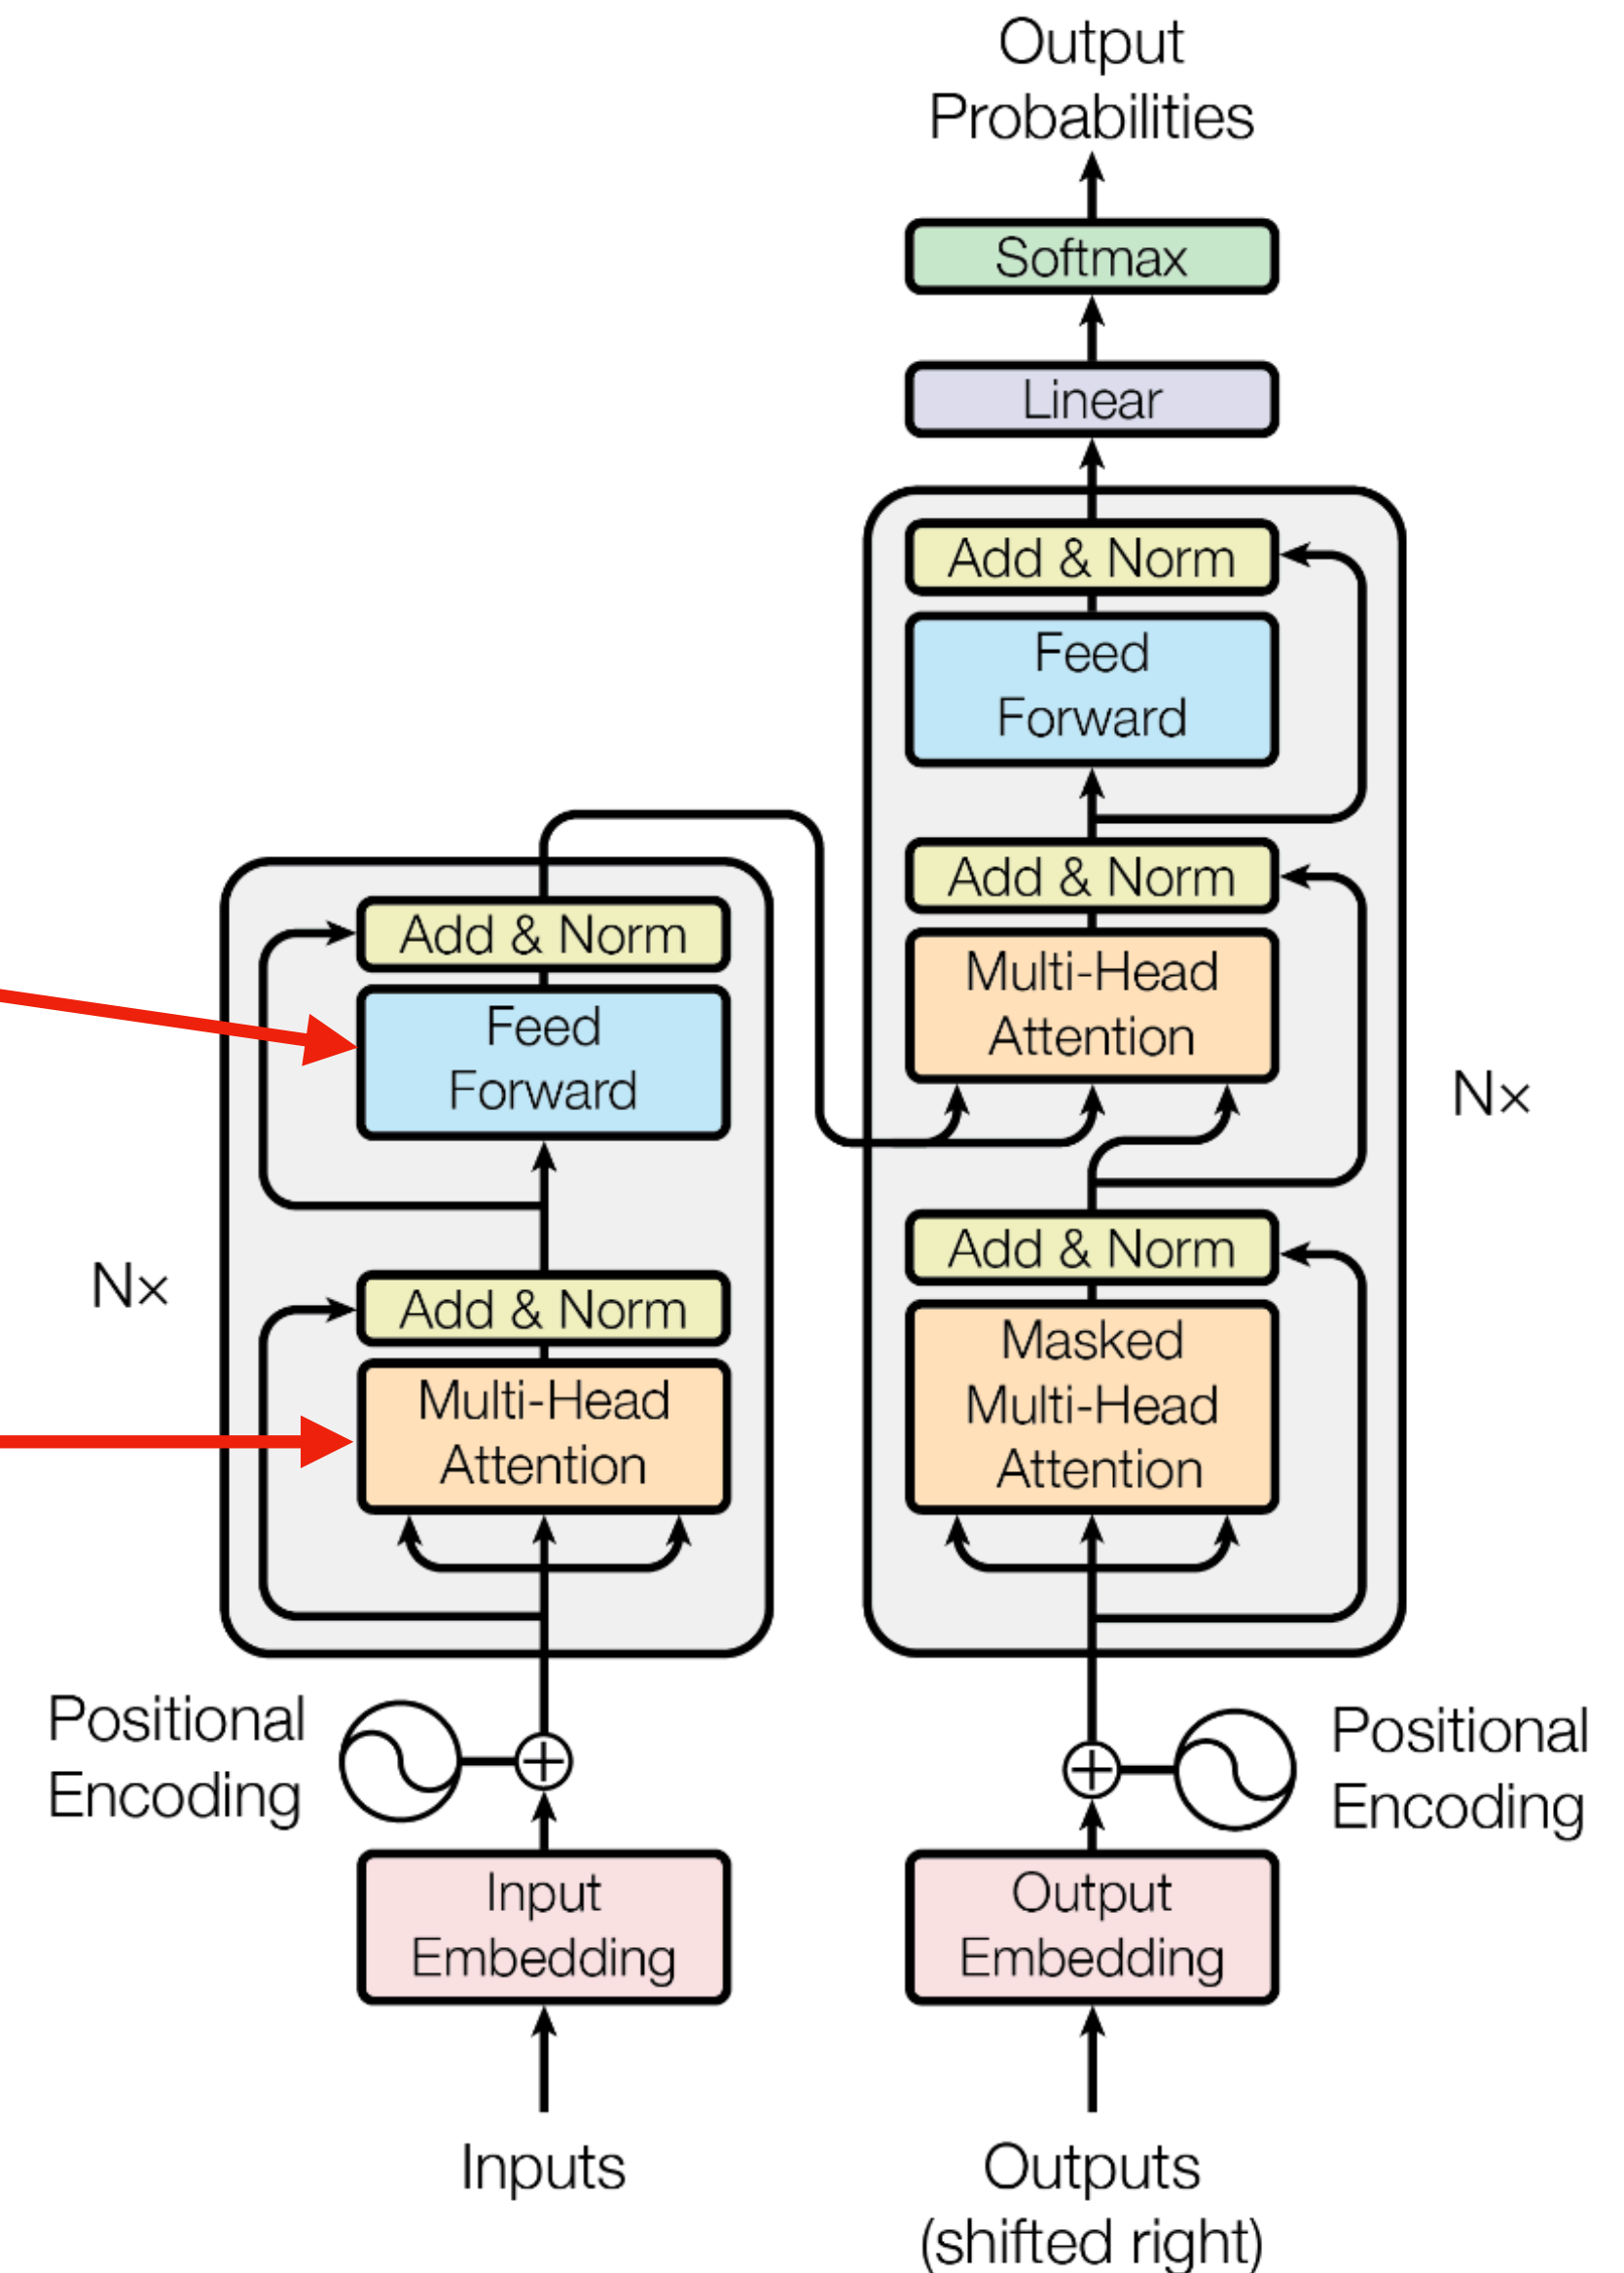 Output
Probabilities
Softmax
Linear
Add & Norm
Feed
Forward
Add & Norm
Multi-Head
Attention
N×
Add & Norm
Masked
Multi-Head
Attention
Add & Norm
Feed
Forward
N×
Add & Norm
Multi-Head
Attention
Positional
Encoding
Positional
Encoding
Input
Embedding
Output
Embedding
Inputs
Outputs
(shifted right)